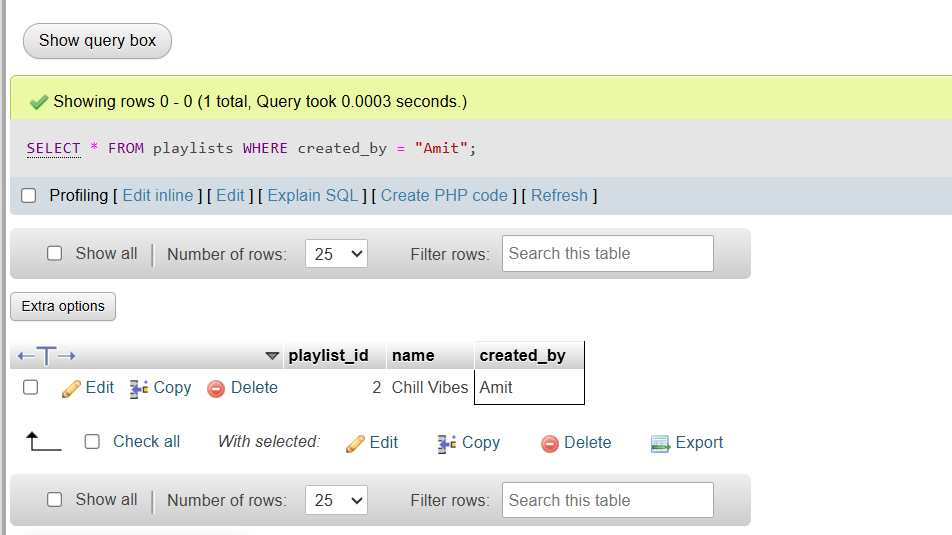 Show query box
Showing rows 0 - 0 (1 total, Query took 0.0003 seconds.)
SELECT * FROM playlists WHERE created_by = "Amit";
Profiling [ Edit inline ] [ Edit ] [ Explain SQL ] [ Create PHP code ] [ Refresh ]
Show all Number of rows: 25 Filter rows: Search this table
Extra options
playlist_id name created_by
Edit Copy Delete 2 Chill Vibes Amit
Check all With selected: Edit Copy Delete Export
Show all Number of rows: 25 Filter rows: Search this table